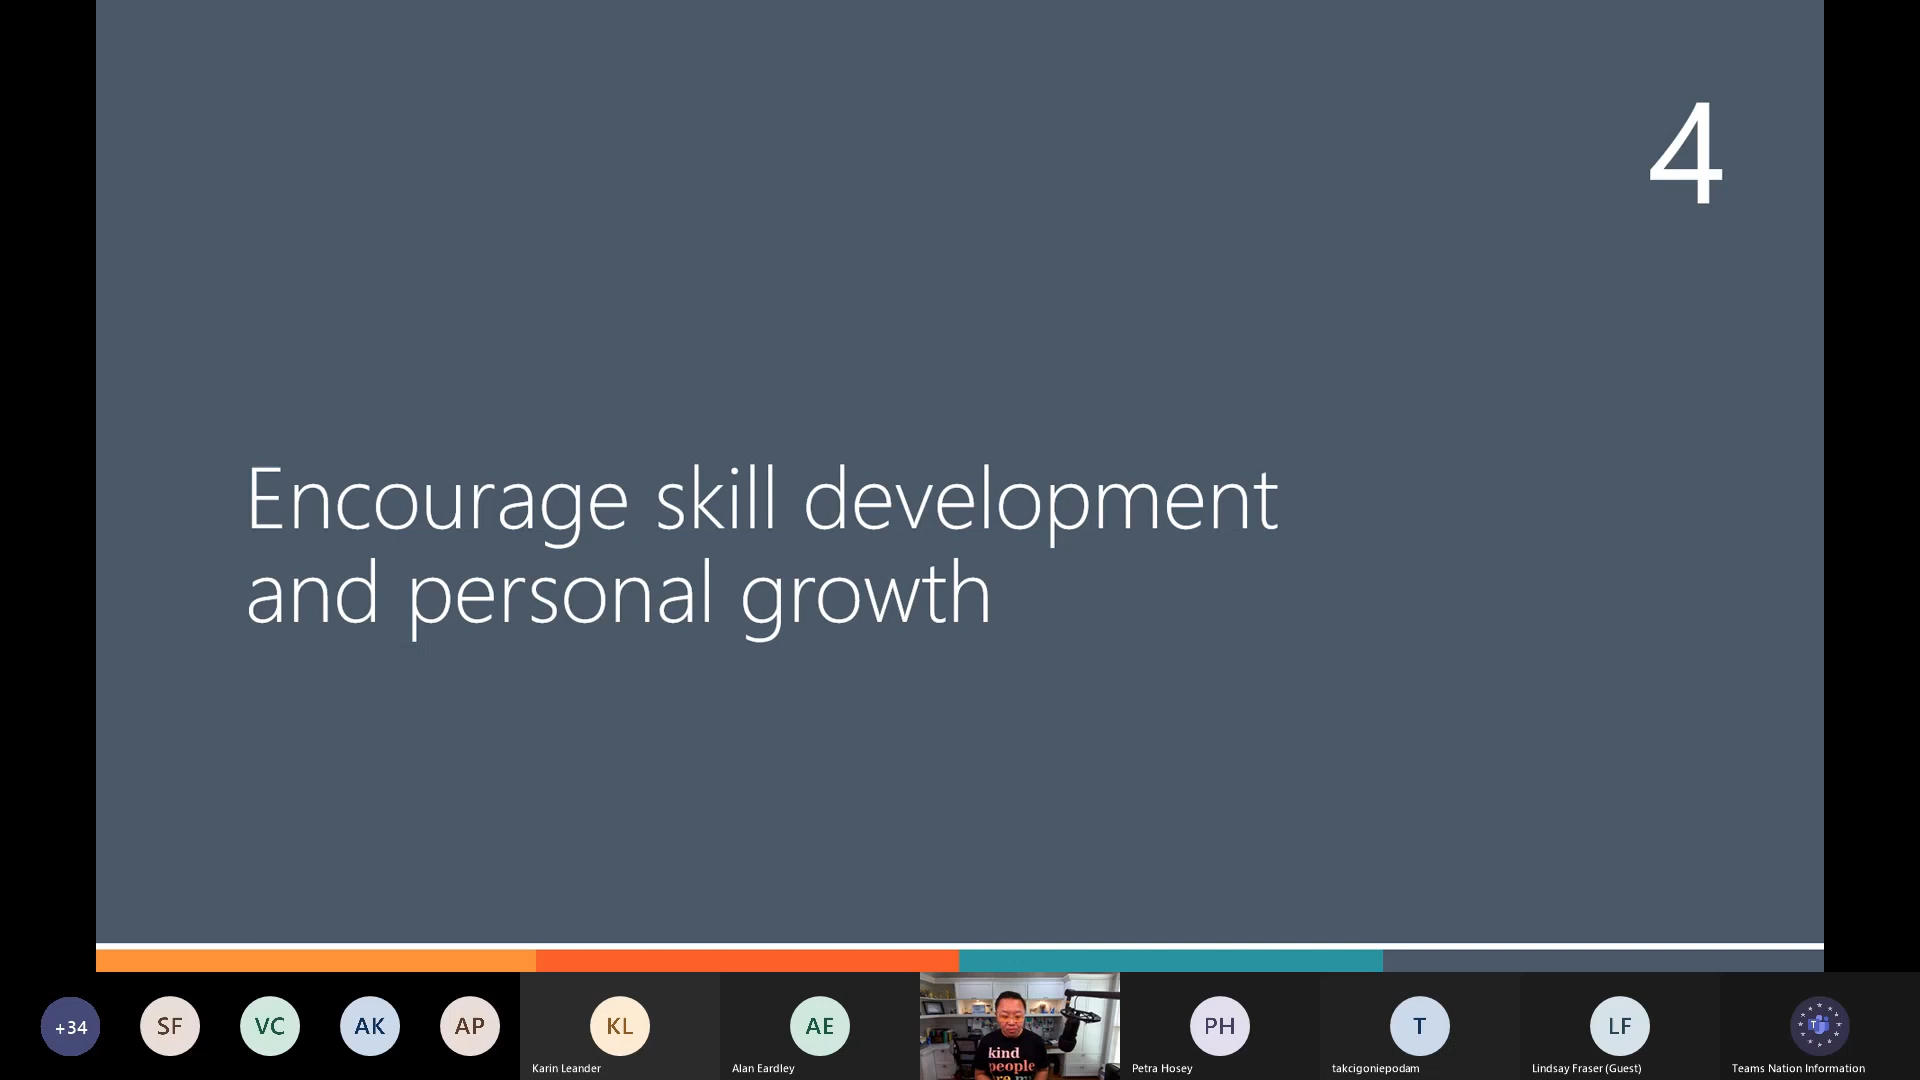 4
Encourage skill development
and personal growth
+34
SF
VC
AK
AP
KL
Karin Leander
AE
Alan Eardley
kind
people
PH
Petra Hosey
T
takcigoniepodam
LF
Lindsay Fraser (Guest)
T
Teams Nation Information